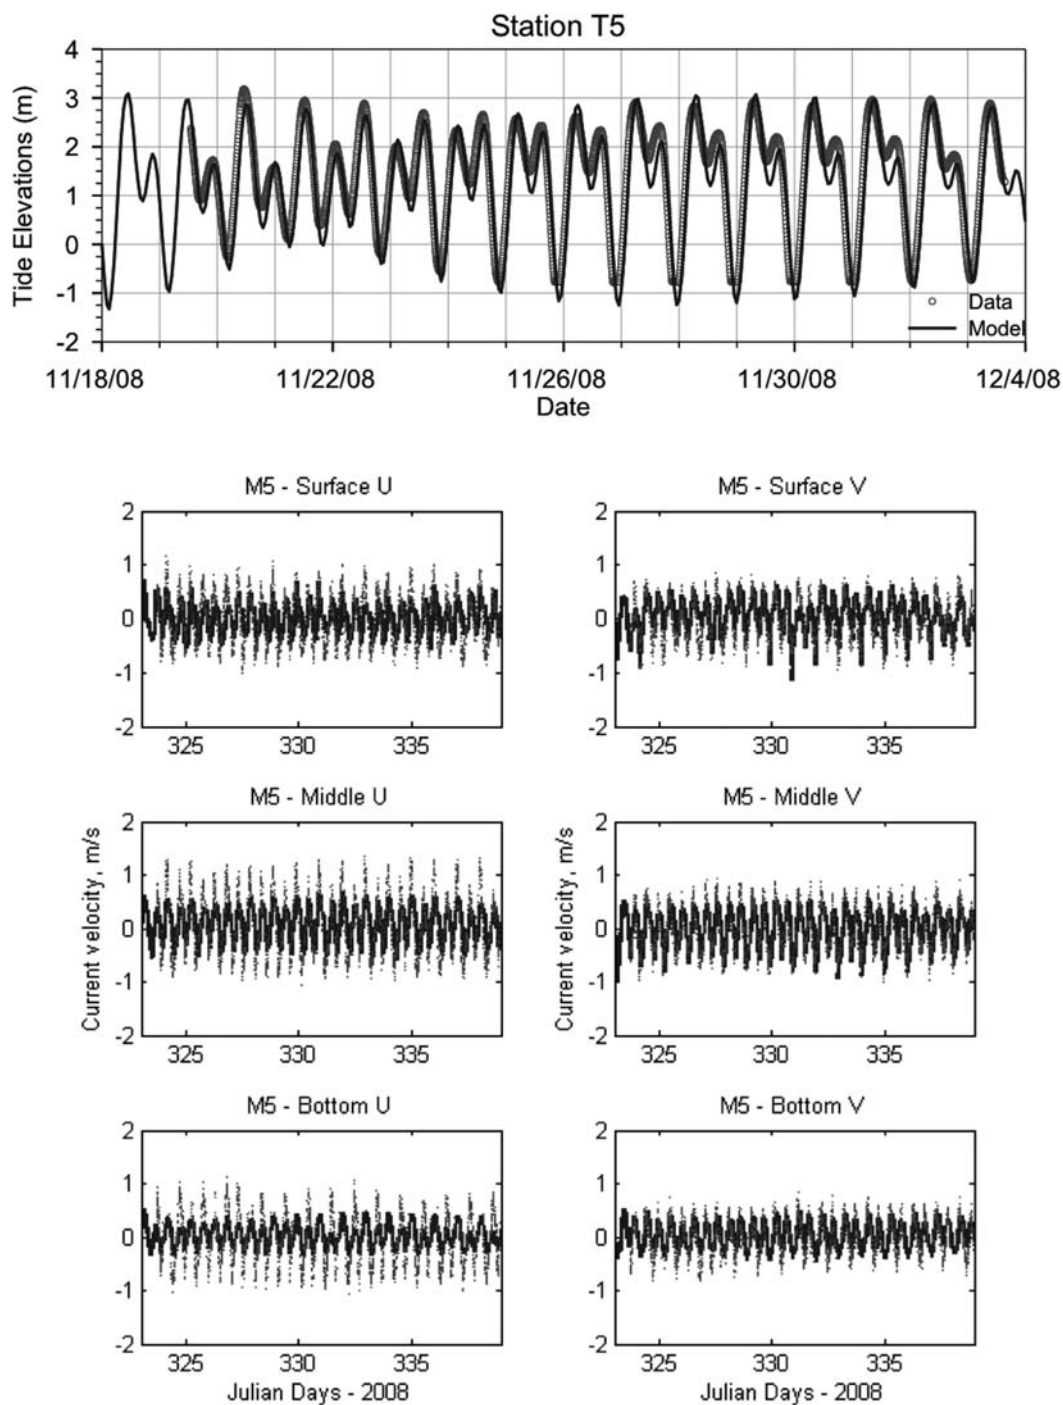 Station T5
Tide Elevations (m)
4
3
2
1
0
-1
-2
Data
Model
11/18/08 11/22/08 11/26/08 11/30/08 12/4/08
Date
M5 - Surface U
2
1
0
-1
-2
325 330 335
M5 - Surface V
2
1
0
-1
-2
325 330 335
M5 - Middle U
Current velocity, m/s
2
1
0
-1
-2
325 330 335
M5 - Middle V
Current velocity, m/s
2
1
0
-1
-2
325 330 335
M5 - Bottom U
2
1
0
-1
-2
325 330 335
Julian Days - 2008
M5 - Bottom V
2
1
0
-1
-2
325 330 335
Julian Days - 2008